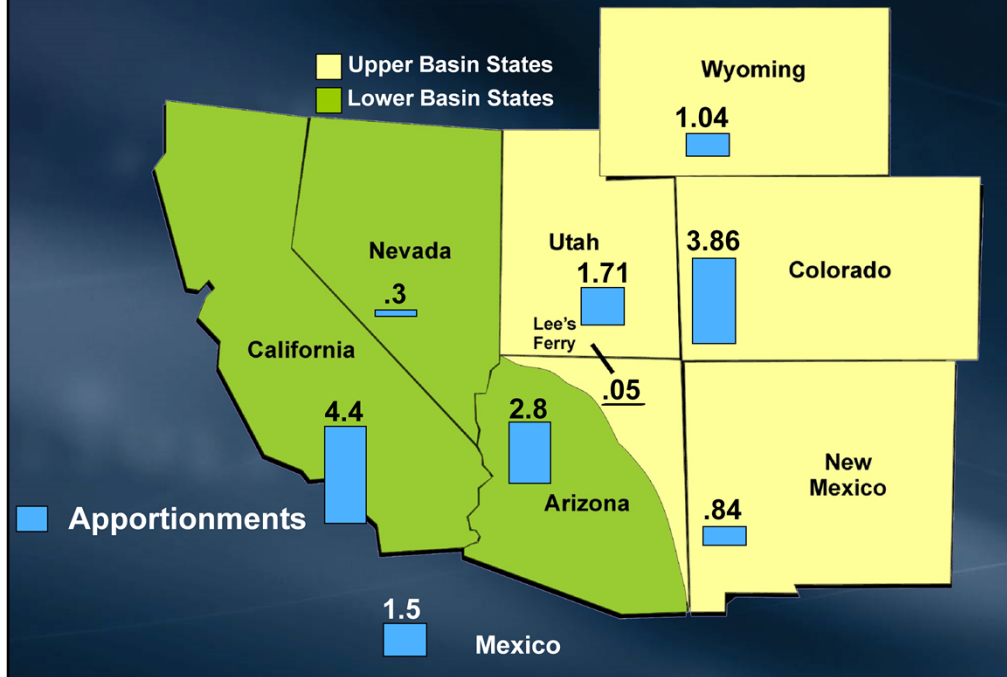 Upper Basin States
Lower Basin States
Wyoming
1.04
Nevada
.3
Utah
1.71
3.86
Colorado
Lee's
Ferry
California
4.4
2.8
Arizona
.05
New
Mexico
.84
Apportionments
1.5
Mexico